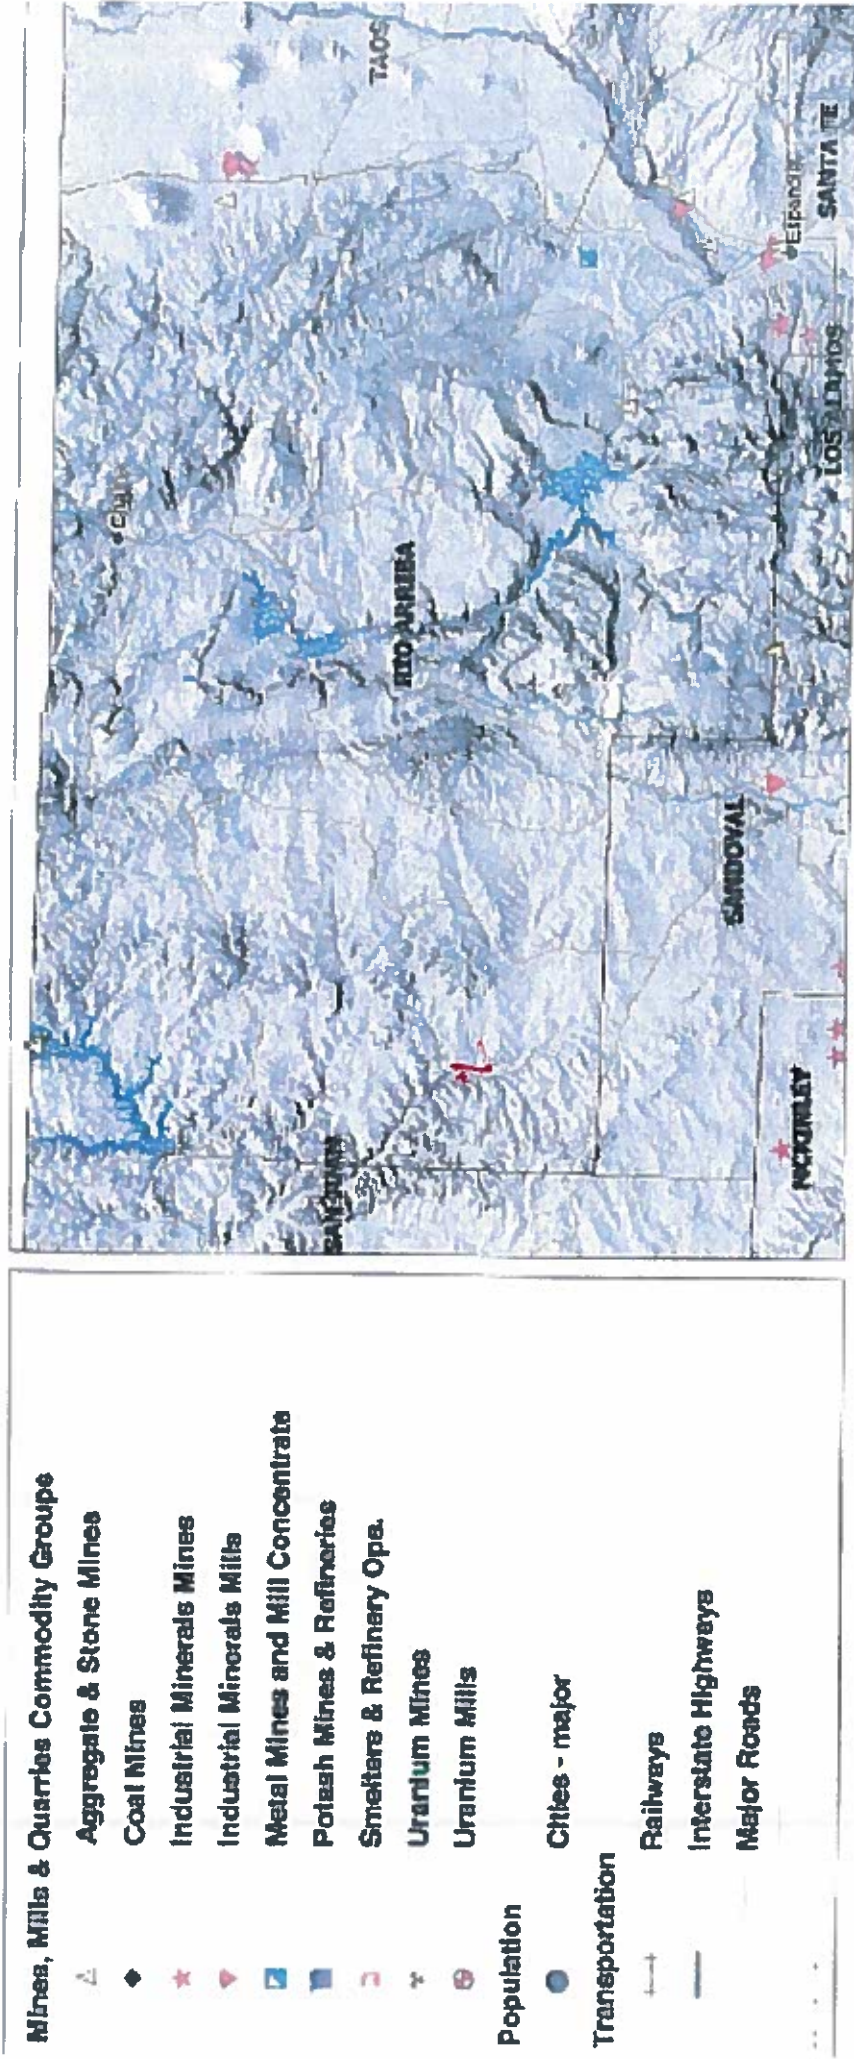 Mines, Mills & Quarries Commodity Groups
Aggregate & Stone Mines
Coal Mines
Industrial Minerals Mines
Industrial Minerals Mills
Metal Mines and Mill Concentrate
Potash Mines & Refineries
Smelters & Refinery Ops.
Uranium Mines
Uranium Mills
Population
Cities - major
Transportation
Railways
Interstate Highways
Major Roads
TAOS
RIO ARRIBA
SAN JUAN
Espanola
SANTA FE
LOS ALAMOS
SANDOVAL
MCKINLEY